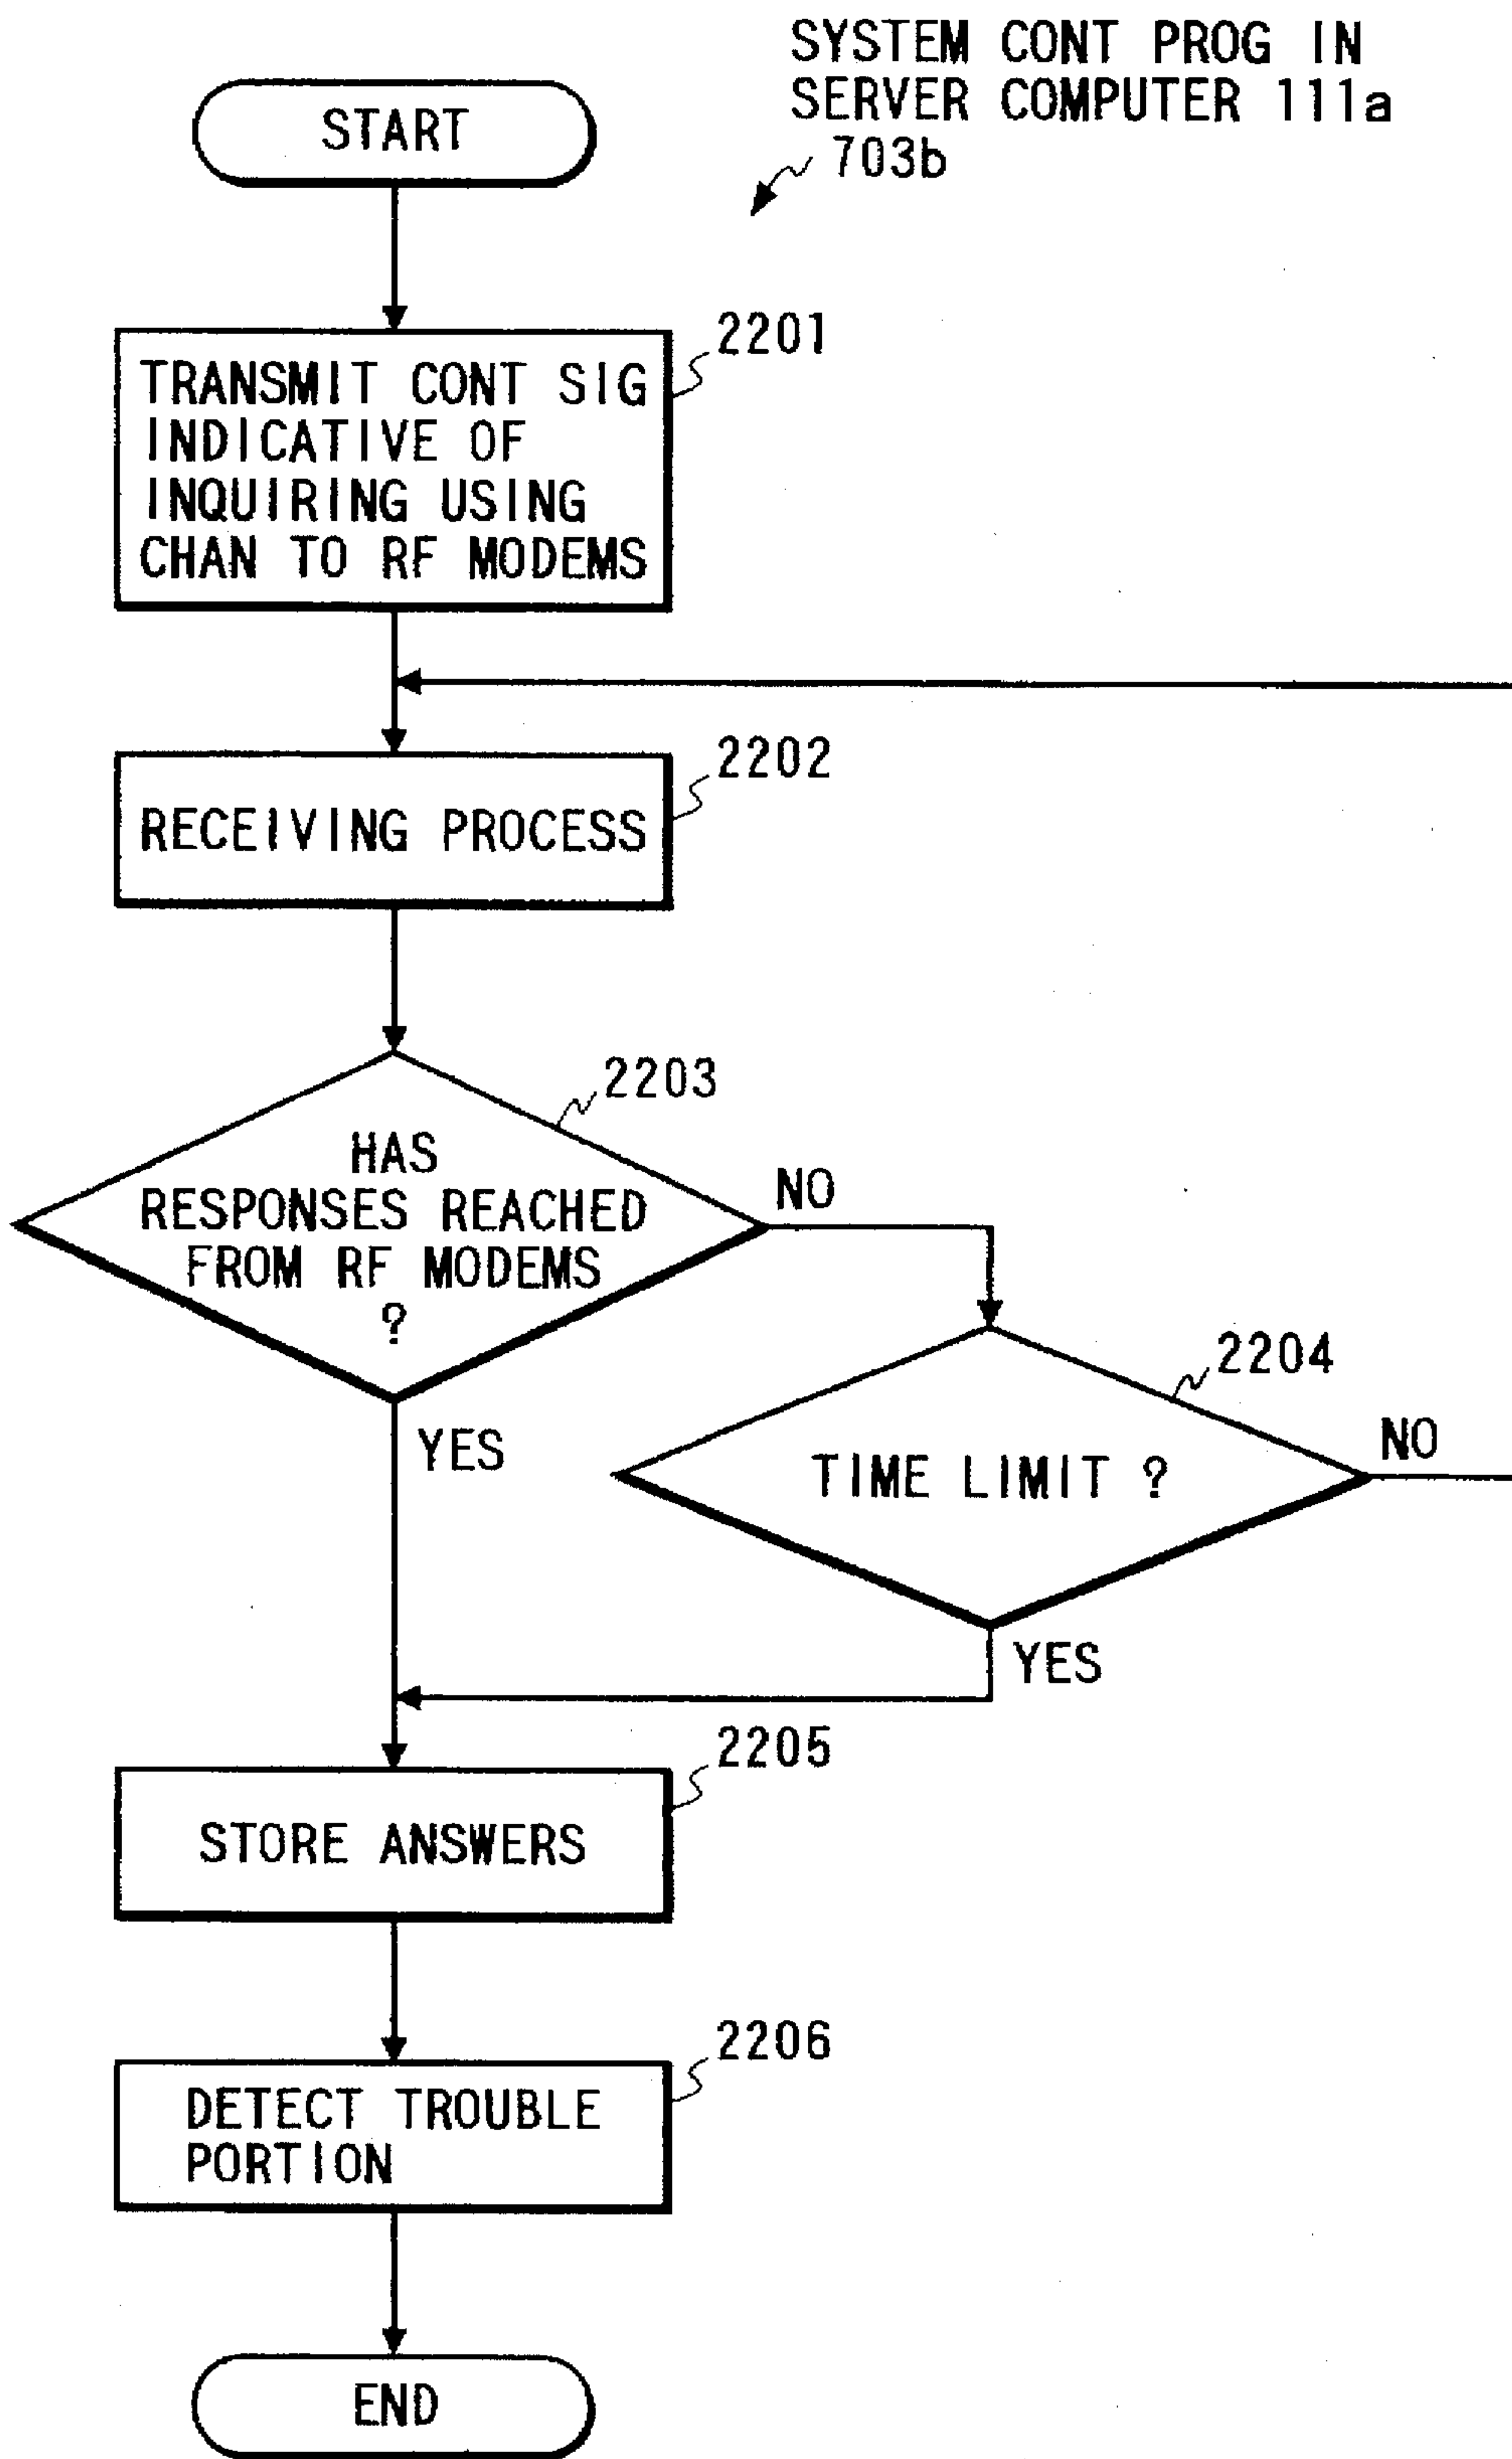 SYSTEM CONT PROG IN
SERVER COMPUTER 111a
703b
START
2201
TRANSMIT CONT SIG
INDICATIVE OF
INQUIRING USING
CHAN TO RF MODEMS
2202
RECEIVING PROCESS
2203
HAS
RESPONSES REACHED
FROM RF MODEMS
?
NO
YES
2204
TIME LIMIT ?
NO
YES
2205
STORE ANSWERS
2206
DETECT TROUBLE
PORTION
END